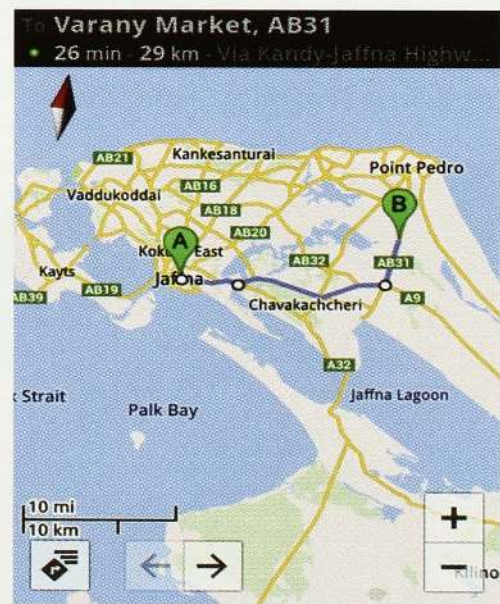 To Varany Market, AB31
26 min - 29 km - Via Kandy-Jaffna Highw...
AB21
Kankesanturai
Point Pedro
AB16
Vaddukoddai
AB18
B
A
AB20
East
Kayts
AB32
AB31
AB39
AB19
Jaffna
Chavakachcheri
A9
A32
k Strait
Palk Bay
Jaffna Lagoon
10 mi
10 km
+
−